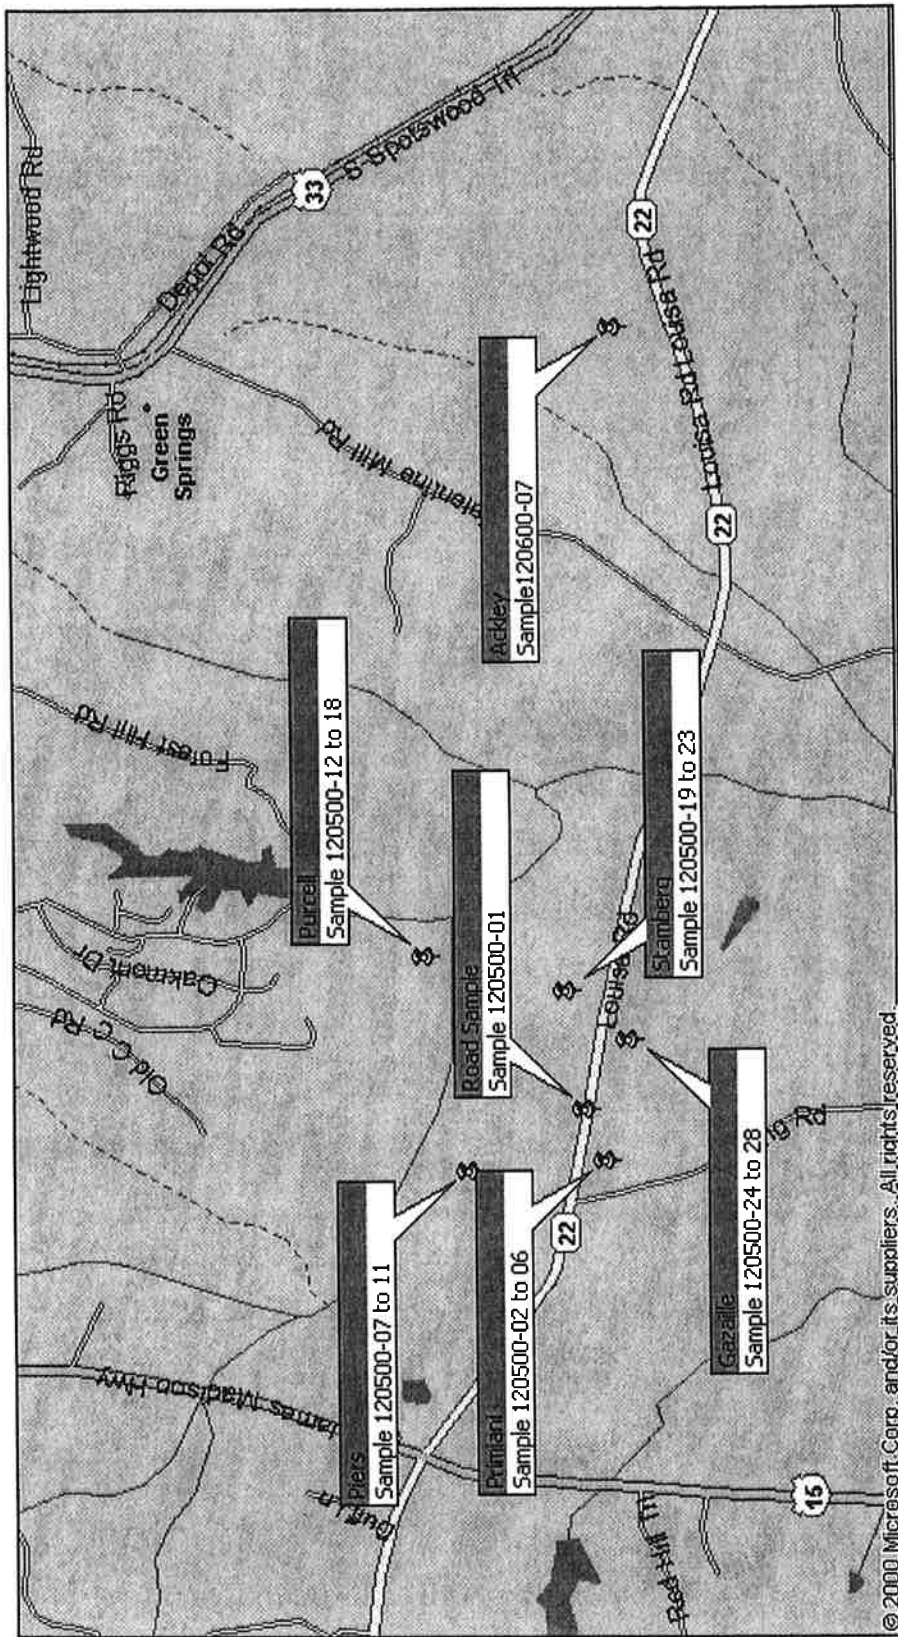 Lightwood Rd
Riggs Rd
Green
Springs
Depot Rd
33
S Spotswood Trl
Forest Hill Rd
Oakmont Dr
Old C C Rd
James Madison Hwy
Duff Ln
Purcell
Sample 120500-12 to 18
Ackley
Sample120600-07
Road Sample
Sample 120500-01
Piers
Sample 120500-07 to 11
Primiani
Sample 120500-02 to 06
Stamberg
Sample 120500-19 to 23
Gazaille
Sample 120500-24 to 28
22
Louisa Rd
22
Louisa Rd
Louisa Rd
22
Red Hill Trl
15
© 2000 Microsoft Corp. and/or its suppliers. All rights reserved.